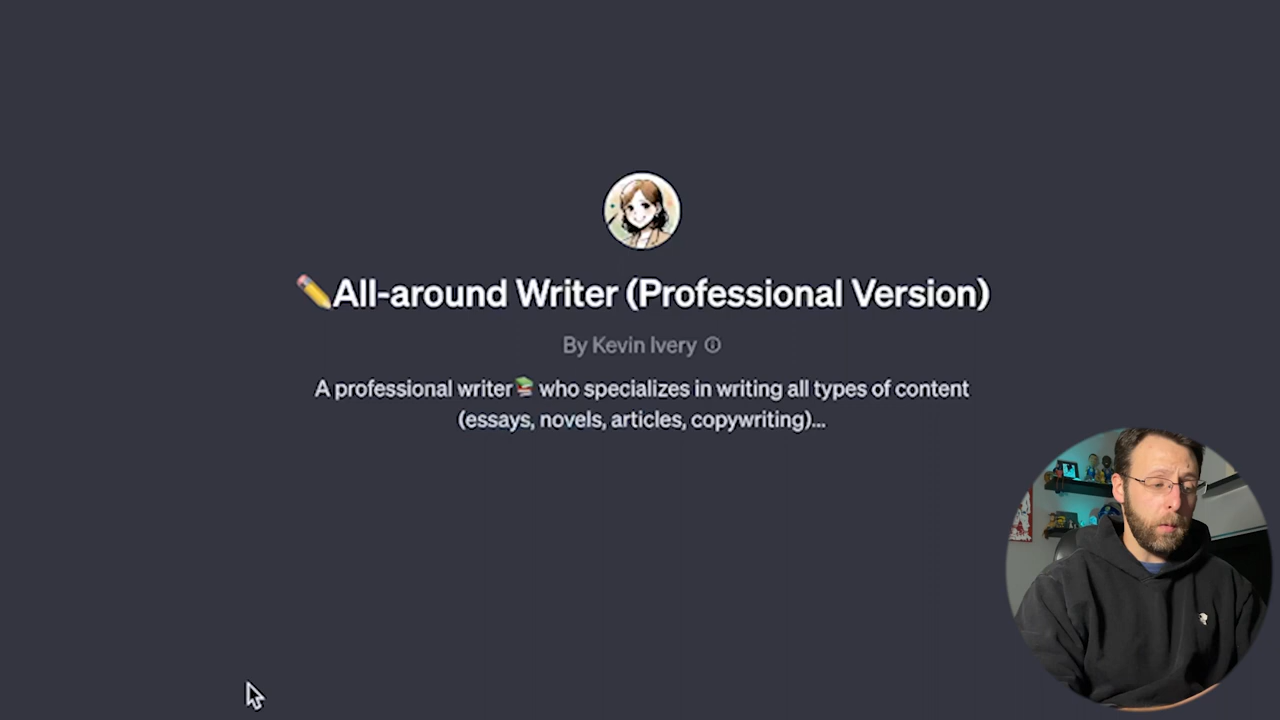 ✏️All-around Writer (Professional Version)
By Kevin Ivery
A professional writer📚 who specializes in writing all types of content
(essays, novels, articles, copywriting)...